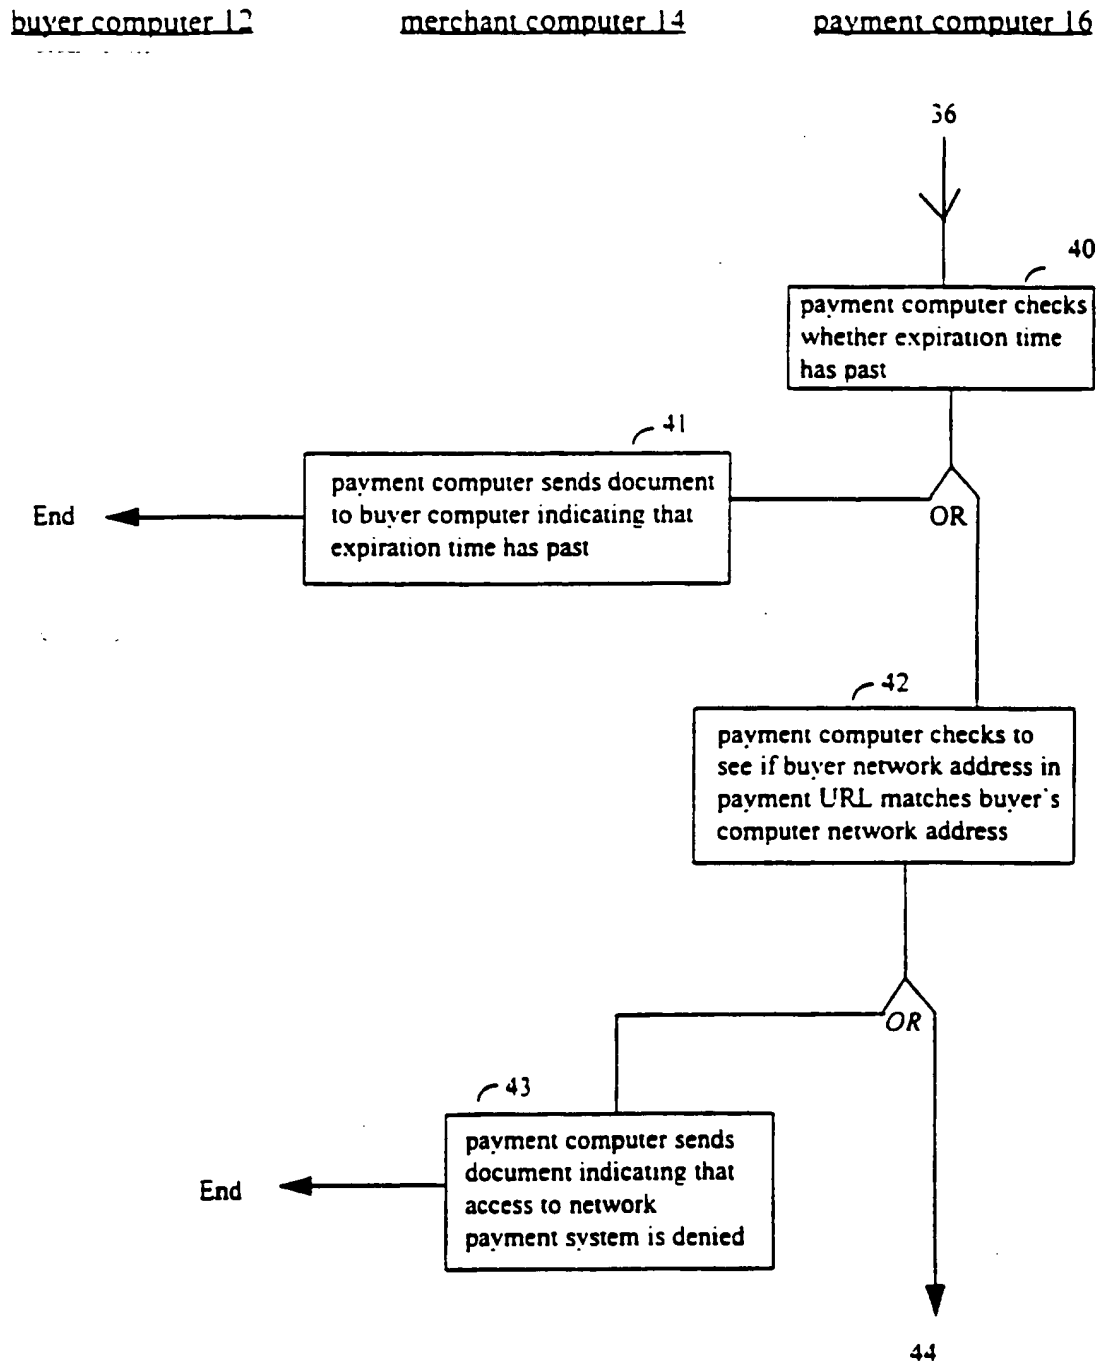 buyer computer 12
merchant computer 14
payment computer 16
36
40
payment computer checks
whether expiration time
has past
41
payment computer sends document
to buyer computer indicating that
expiration time has past
End
OR
42
payment computer checks to
see if buyer network address in
payment URL matches buyer's
computer network address
OR
43
payment computer sends
document indicating that
access to network
payment system is denied
End
44